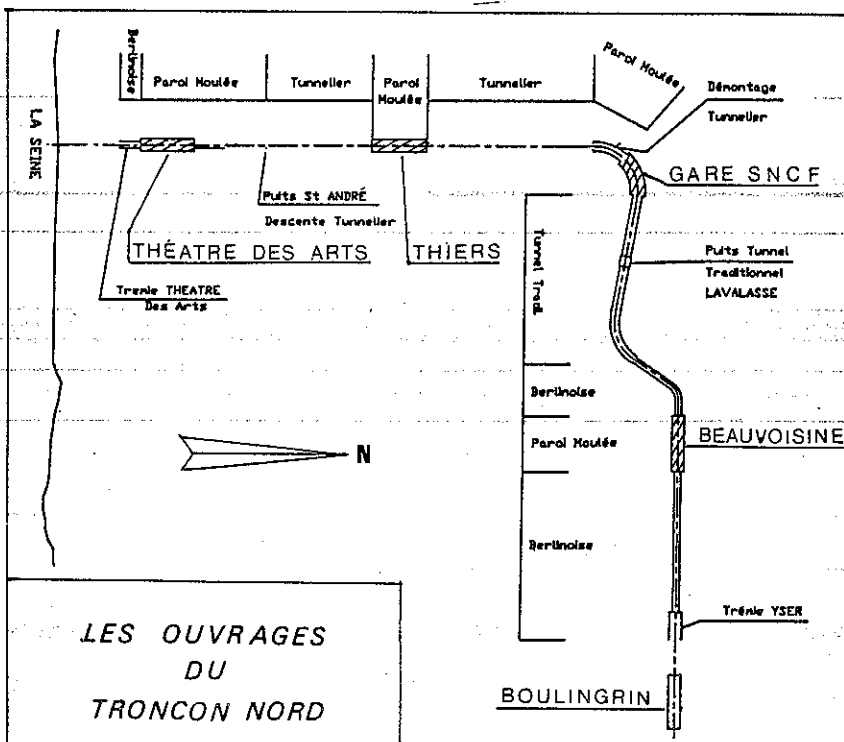 Berlinoise
Paroi Moulée
Tunnelier
Paroi
Moulée
Tunnelier
Paroi Moulée
Démontage
Tunnelier
LA SEINE
GARE SNCF
Puits St ANDRÉ
Descente Tunnelier
THÉATRE DES ARTS
THIERS
Tremie THEATRE
Des Arts
Tunnel Tradi.
Puits Tunnel
Traditionnel
LAVALASSE
Berlinoise
Paroi Moulée
BEAUVOISINE
N
Berlinoise
Trémie YSER
BOULINGRIN
LES OUVRAGES
DU
TRONCON NORD